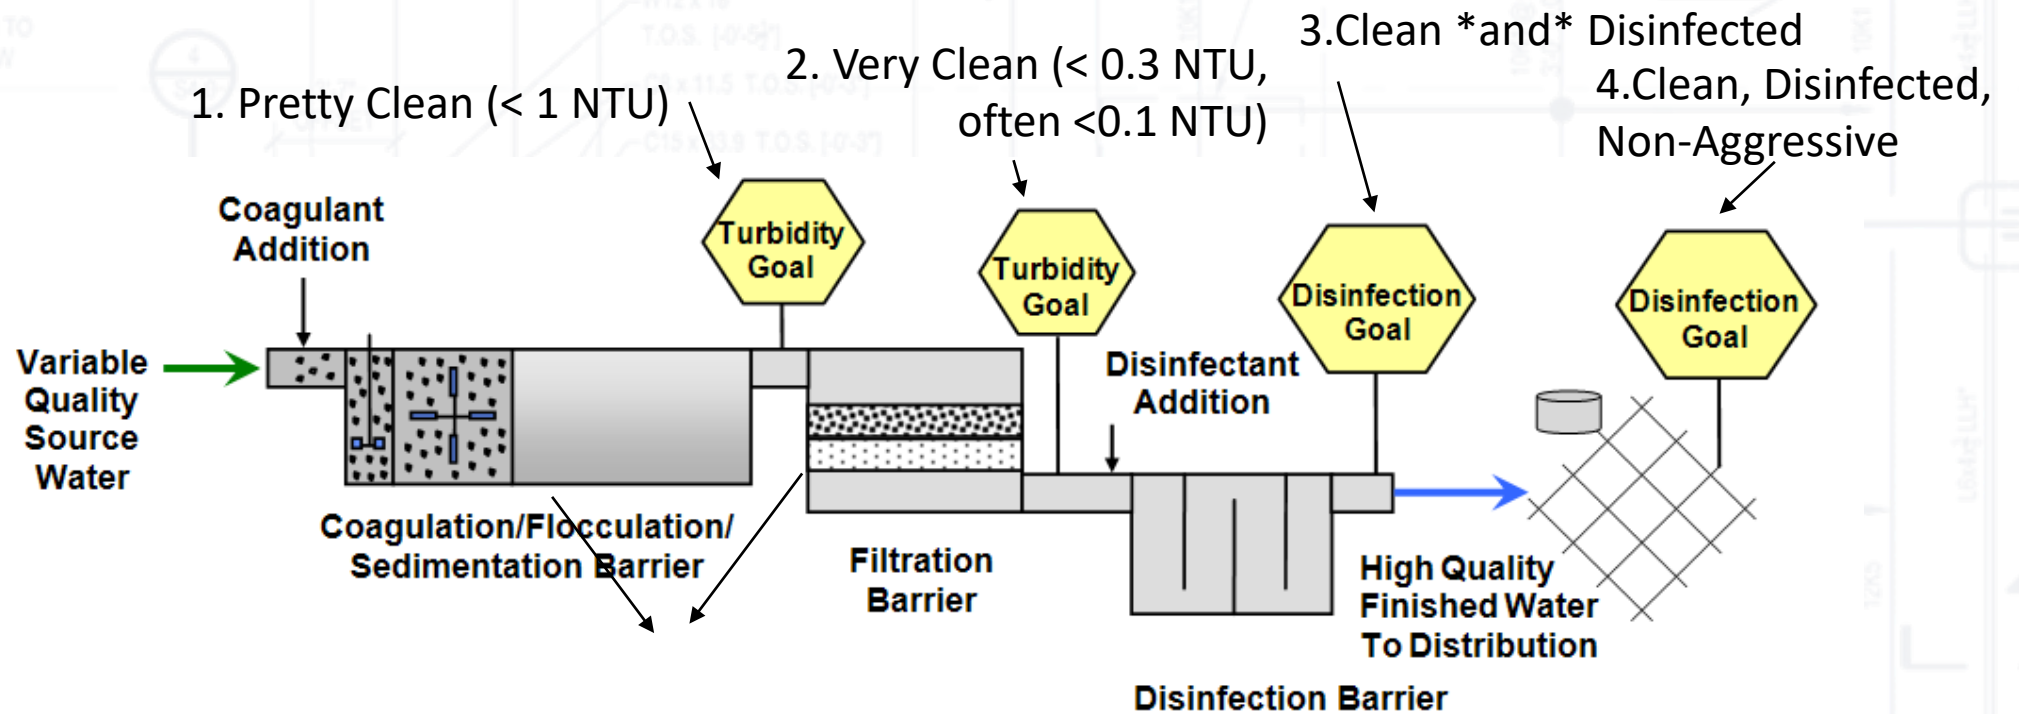 1. Pretty Clean (< 1 NTU)
2. Very Clean (< 0.3 NTU,
often <0.1 NTU)
3.Clean *and* Disinfected
4.Clean, Disinfected,
Non-Aggressive
Coagulant
Addition
Turbidity
Goal
Turbidity
Goal
Disinfection
Goal
Disinfection
Goal
Variable
Quality
Source
Water
Disinfectant
Addition
Coagulation/Flocculation/
Sedimentation Barrier
Filtration
Barrier
High Quality
Finished Water
To Distribution
Disinfection Barrier